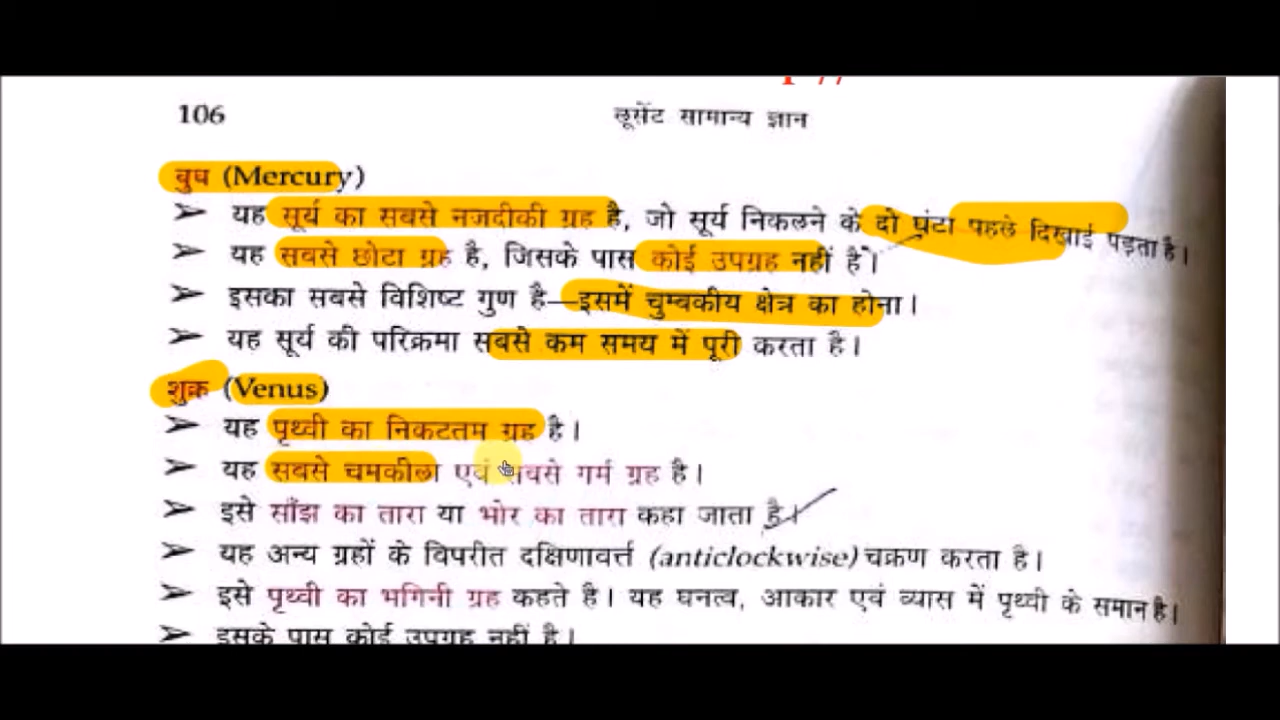 106
लूसेंट सामान्य ज्ञान
बुध (Mercury)
➤ यह सूर्य का सबसे नजदीकी ग्रह है, जो सूर्य निकलने के दो घंटा पहले दिखाई पड़ता है।
➤ यह सबसे छोटा ग्रह है, जिसके पास कोई उपग्रह नहीं है।
➤ इसका सबसे विशिष्ट गुण है—इसमें चुम्बकीय क्षेत्र का होना।
➤ यह सूर्य की परिक्रमा सबसे कम समय में पूरी करता है।
शुक्र (Venus)
➤ यह पृथ्वी का निकटतम ग्रह है।
➤ यह सबसे चमकीला एवं सबसे गर्म ग्रह है।
➤ इसे साँझ का तारा या भोर का तारा कहा जाता है।
➤ यह अन्य ग्रहों के विपरीत दक्षिणावर्त्त (anticlockwise) चक्रण करता है।
➤ इसे पृथ्वी का भगिनी ग्रह कहते है। यह घनत्व, आकार एवं व्यास में पृथ्वी के समान है।
➤ इसके पास कोई उपग्रह नहीं है।